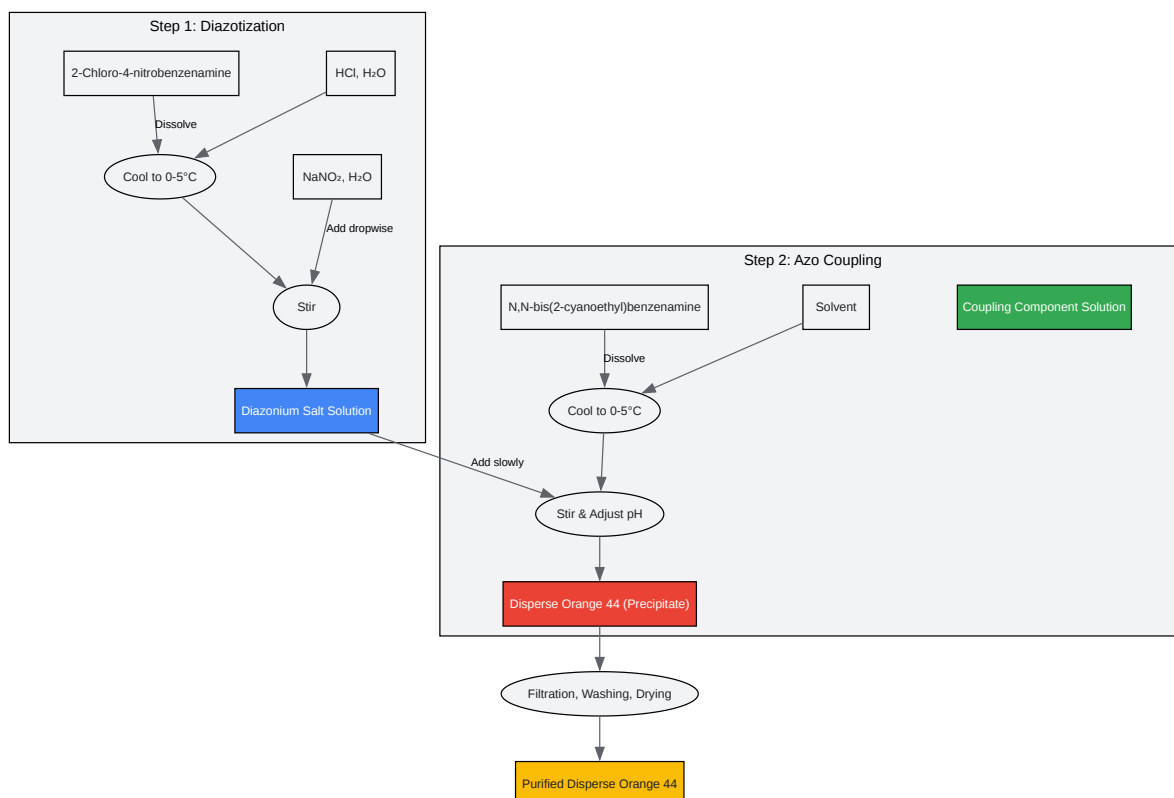 Step 1: Diazotization
2-Chloro-4-nitrobenzenamine
HCl, H₂O
Dissolve
Cool to 0-5°C
NaNO₂, H₂O
Add dropwise
Stir
Diazonium Salt Solution
Add slowly
Step 2: Azo Coupling
N,N-bis(2-cyanoethyl)benzenamine
Solvent
Coupling Component Solution
Dissolve
Cool to 0-5°C
Stir & Adjust pH
Disperse Orange 44 (Precipitate)
Filtration, Washing, Drying
Purified Disperse Orange 44